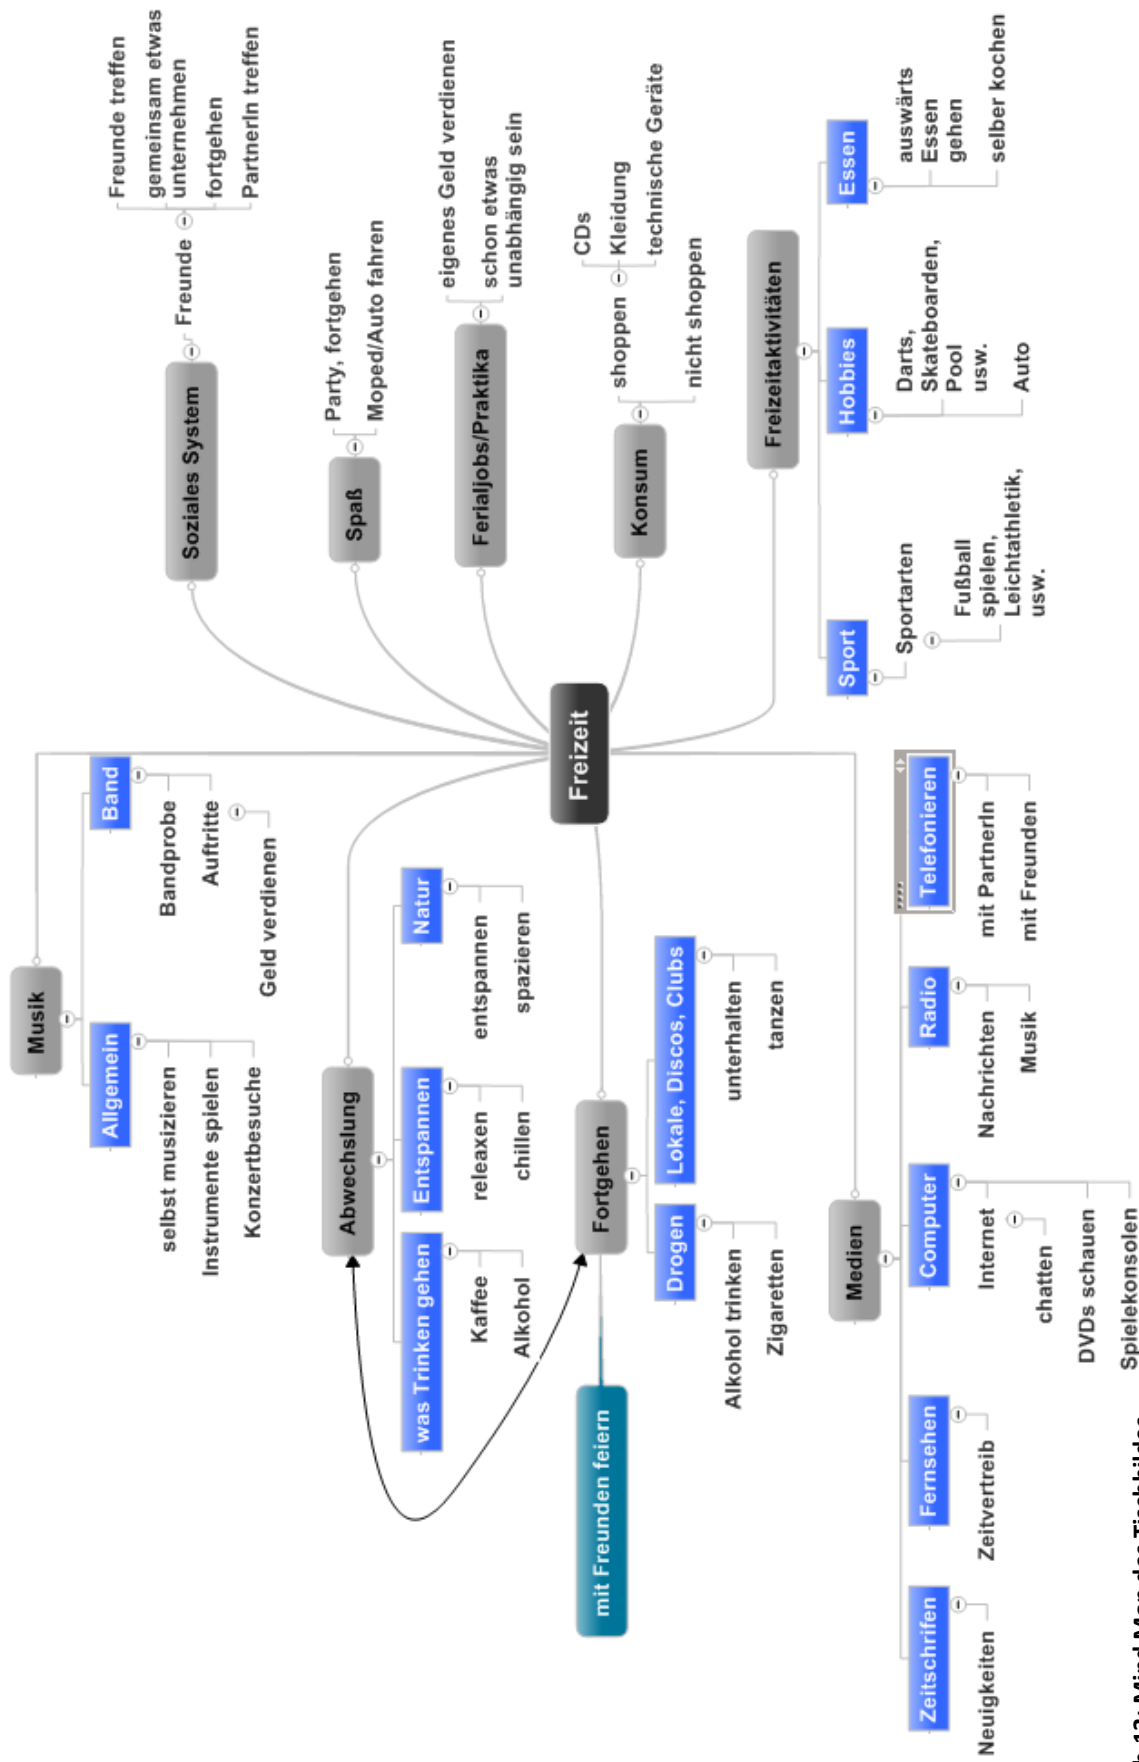 Musik
Allgemein
selbst musizieren
Instrumente spielen
Konzertbesuche
Band
Bandprobe
Auftritte
Geld verdienen
Soziales System
Freunde
Freunde treffen
gemeinsam etwas
unternehmen
fortgehen
PartnerIn treffen
Abwechslung
was Trinken gehen
Kaffee
Alkohol
Entspannen
releaxen
chillen
Natur
entspannen
spazieren
Spaß
Party, fortgehen
Moped/Auto fahren
Ferialjobs/Praktika
eigenes Geld verdienen
schon etwas
unabhängig sein
Freizeit
mit Freunden feiern
Fortgehen
Drogen
Alkohol trinken
Zigaretten
Lokale, Discos, Clubs
unterhalten
tanzen
Konsum
shoppen
CDs
Kleidung
technische Geräte
nicht shoppen
Medien
Zeitschrifen
Neuigkeiten
Fernsehen
Zeitvertreib
Computer
Internet
chatten
DVDs schauen
Spielekonsolen
Radio
Nachrichten
Musik
Telefonieren
mit PartnerIn
mit Freunden
Freizeitaktivitäten
Sport
Sportarten
Fußball
spielen,
Leichtathletik,
usw.
Hobbies
Darts,
Skateboarden,
Pool
usw.
Auto
Essen
auswärts
Essen
gehen
selber kochen
Mind Map des Tischbildes